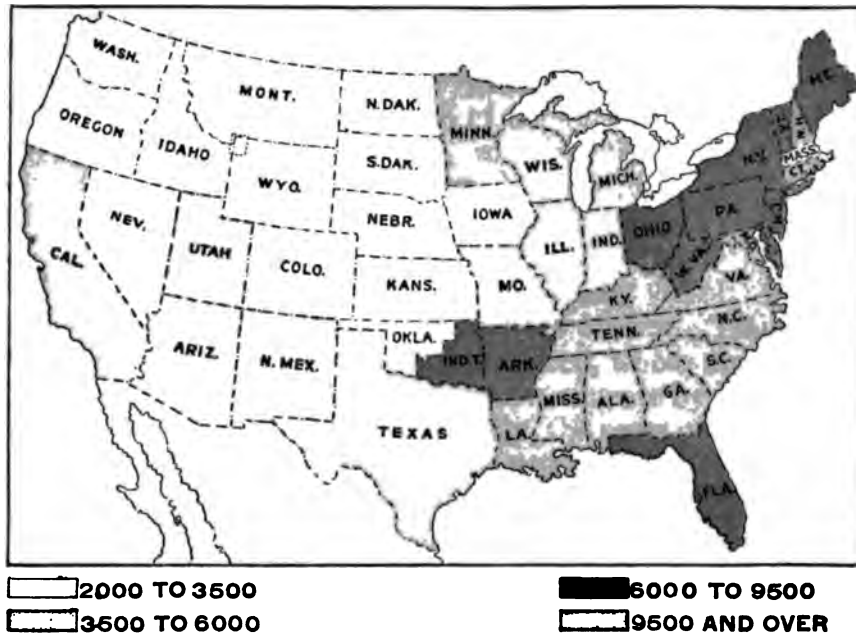 WASH.
MONT.
N.DAK.
MINN.
ME.
OREGON
IDAHO
S.DAK.
WIS.
MICH.
N.Y.
N.H.
MASS.
CT.
WYO.
NEBR.
IOWA
PA.
N.J.
NEV.
UTAH
COLO.
ILL.
IND.
OHIO
W.VA.
VA.
CAL.
KANS.
MO.
KY.
N.C.
TENN.
ARIZ.
N.MEX.
OKLA.
IND.T.
ARK.
S.C.
MISS.
ALA.
GA.
TEXAS
LA.
FLA.
2000 TO 3500
6000 TO 9500
3500 TO 6000
9500 AND OVER